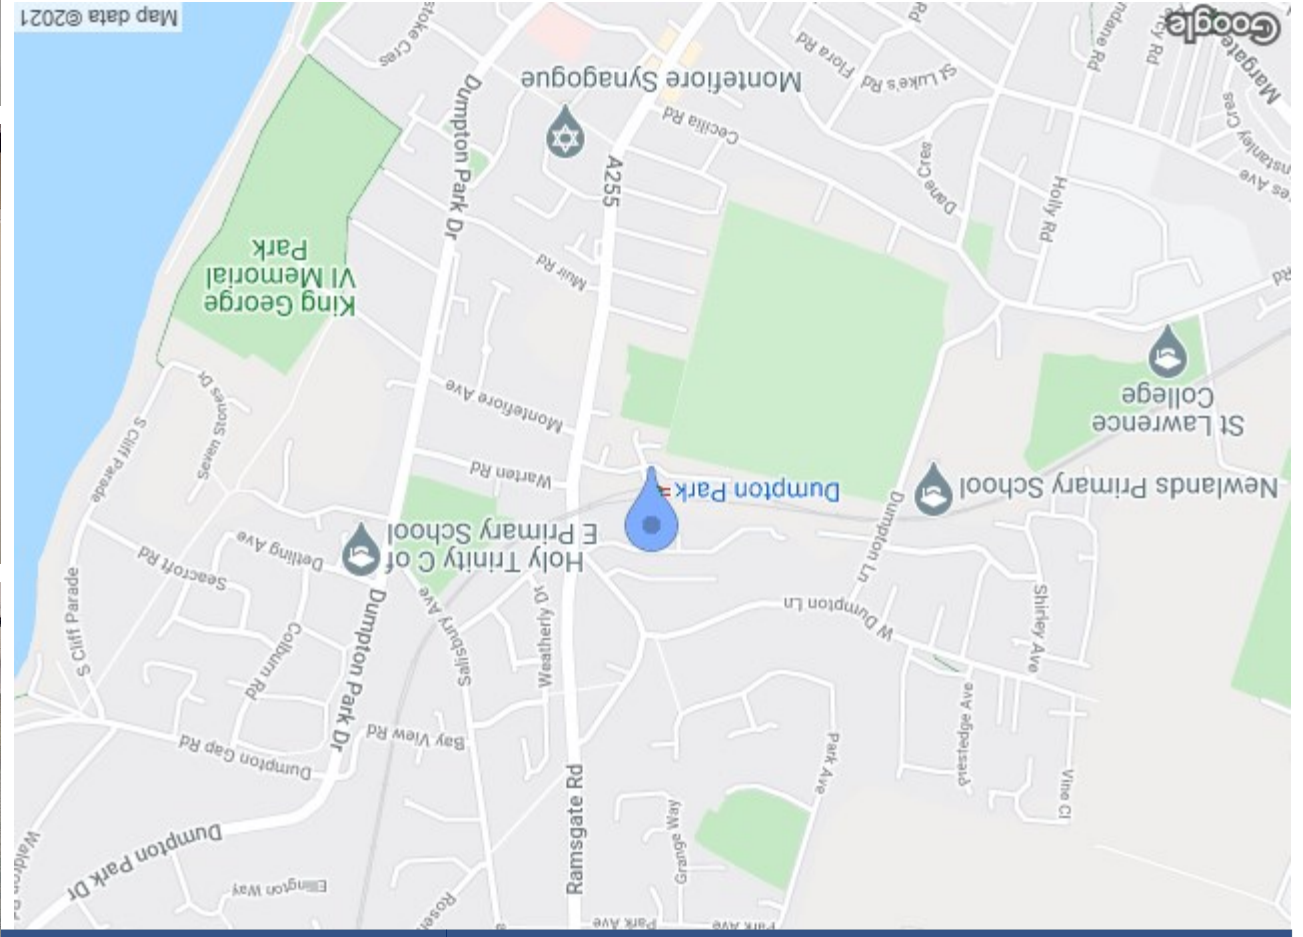 Park Ave
Park Ave
Ellington Way
Dumpton Park Dr
Grange Way
Ramsgate Rd
Vine Cl
Park Ave
Prestedge Ave
Bay View Rd
Dumpton Gap Rd
Dumpton Park Dr
Shirley Ave
W Dumpton Ln
Weatherly Dr
Salisbury Ave
Colburn Rd
S Cliff Parade
Seacroft Rd
Detling Ave
Holy Trinity C of
E Primary School
Dumpton Ln
Newlands Primary School
Dumpton Park
Warten Rd
Seven Stones Dr
S Cliff Parade
St Lawrence
College
Montefiore Ave
Rd
King George
VI Memorial
Park
Muir Rd
Holly Rd
Dane Cres
A255
Dumpton Park Dr
Cecilia Rd
Montefiore Synagogue
St Luke's Rd
Flora Rd
Margate
Rd
Google
Map data ©2021